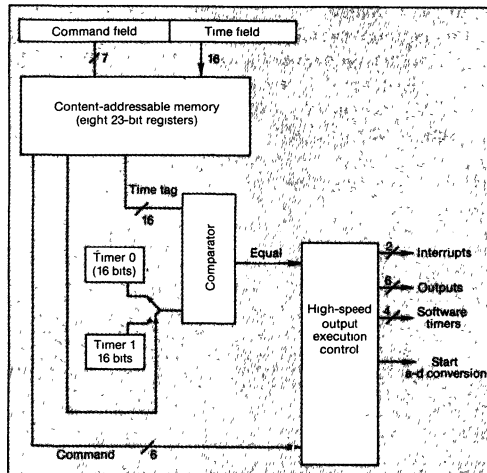 Command field
Time field
7
16
Content-addressable memory
(eight 23-bit registers)
Time tag
16
Comparator
Timer 0
(16 bits)
Timer 1
16 bits)
Equal
High-speed
output
execution
control
2
Interrupts
6
Outputs
4
Software
timers
Start
a-d conversion
Command
6